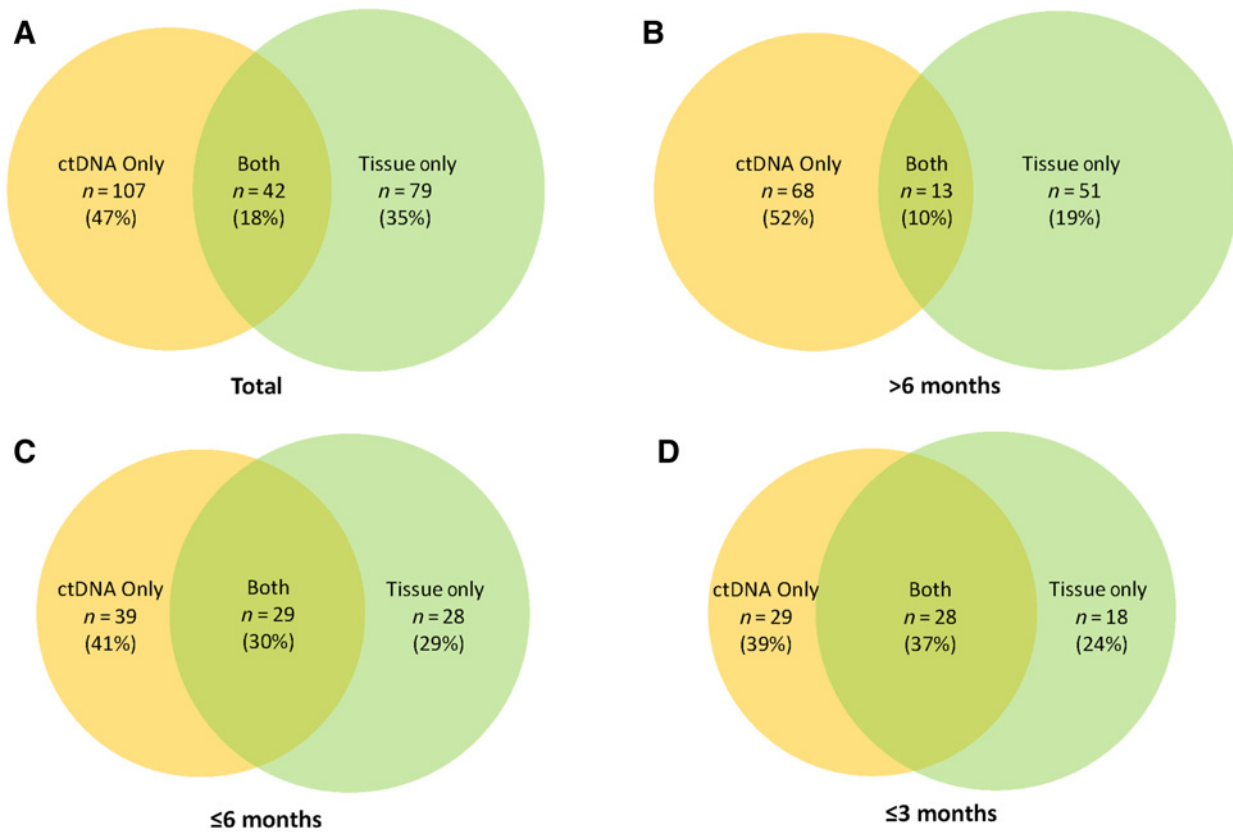 A
ctDNA Only
n = 107
(47%)
Both
n = 42
(18%)
Tissue only
n = 79
(35%)
Total
B
ctDNA Only
n = 68
(52%)
Both
n = 13
(10%)
Tissue only
n = 51
(19%)
>6 months
C
ctDNA Only
n = 39
(41%)
Both
n = 29
(30%)
Tissue only
n = 28
(29%)
≤6 months
D
ctDNA Only
n = 29
(39%)
Both
n = 28
(37%)
Tissue only
n = 18
(24%)
≤3 months